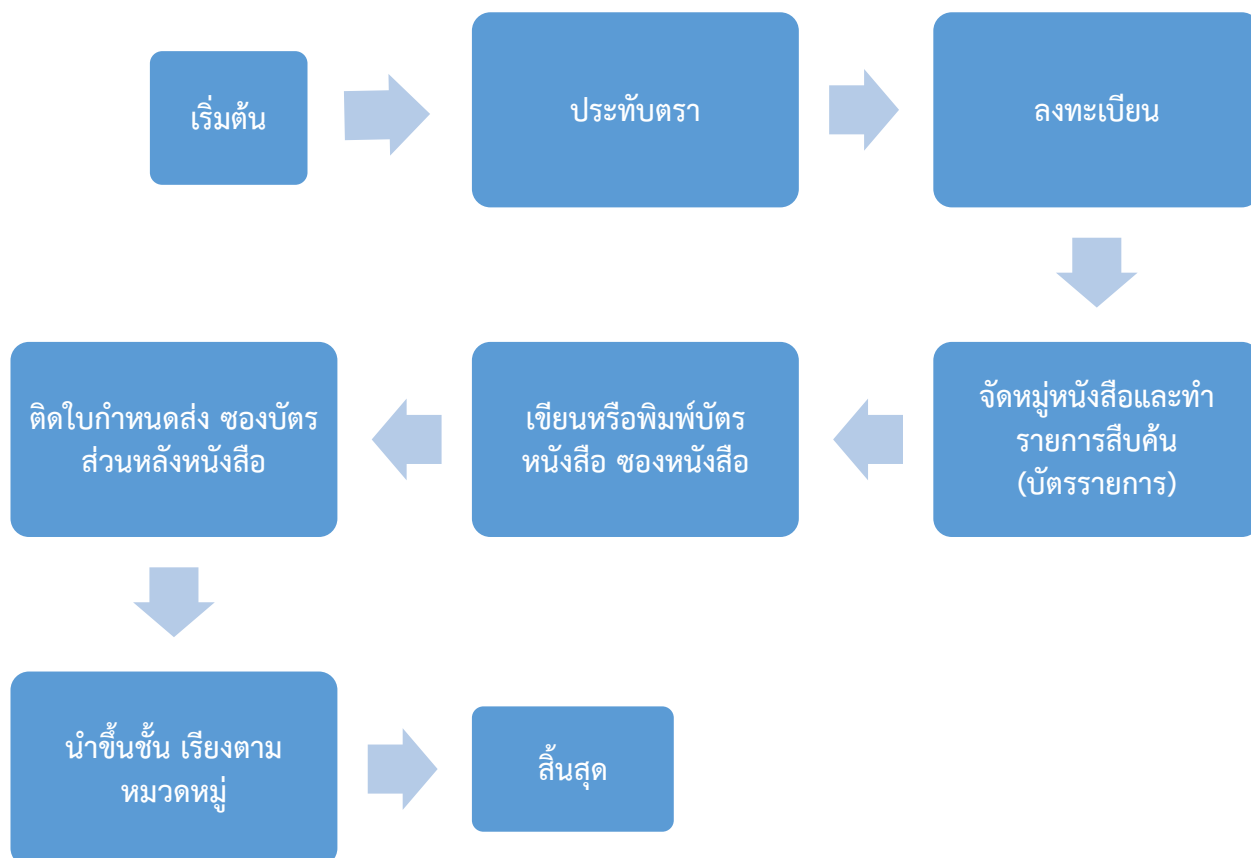 เริ่มต้น
ประทับตรา
ลงทะเบียน
จัดหมู่หนังสือและทำ
รายการสืบค้น
(บัตรรายการ)
เขียนหรือพิมพ์บัตร
หนังสือ ซองหนังสือ
ติดใบกำหนดส่ง ซองบัตร
ส่วนหลังหนังสือ
นำขึ้นชั้น เรียงตาม
หมวดหมู่
สิ้นสุด